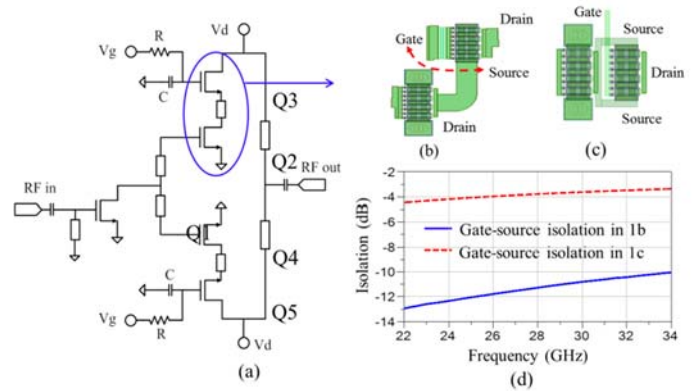 (a)
Vd
R
Vg
C
Q3
Q2
RF in
RF out
Q
Q4
C
Q5
Vg
R
Vd
(a)
Drain
Gate
Source
Drain
(b)
Gate
Source
Drain
Source
(c)
-2
-4
-6
-8
-10
-12
-14
Isolation (dB)
Gate-source isolation in 1b
Gate-source isolation in 1c
22
24
26
28
30
32
34
Frequency (GHz)
(d)